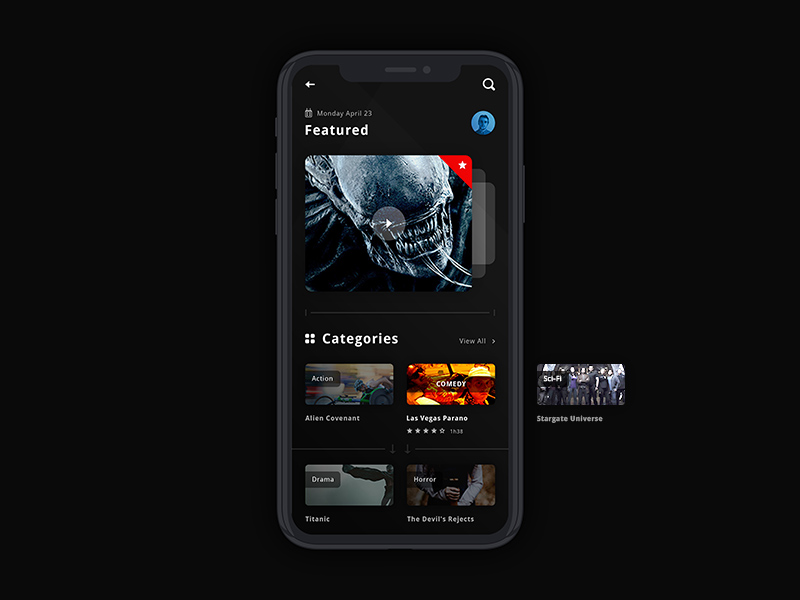 Monday April 23
Featured
Categories
View All
Action
COMEDY
Sci-Fi
Alien Covenant
Las Vegas Parano
Stargate Universe
1h38
Drama
Horror
Titanic
The Devil's Rejects